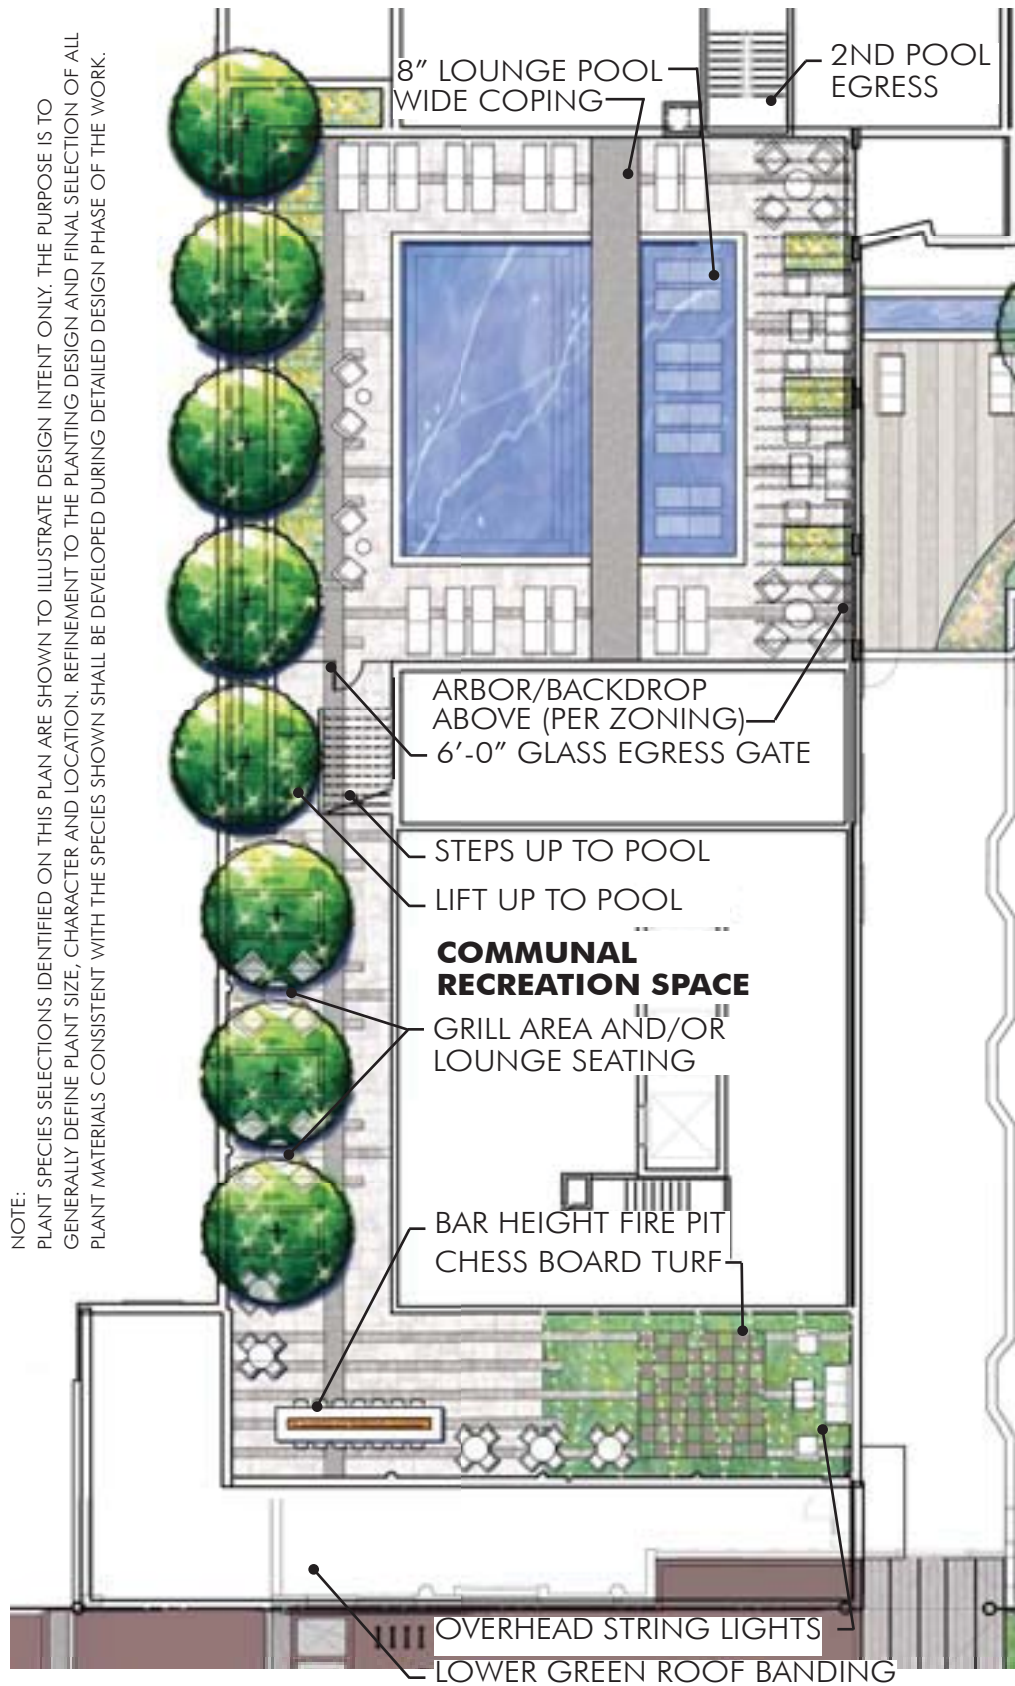 NOTE:
PLANT SPECIES SELECTIONS IDENTIFIED ON THIS PLAN ARE SHOWN TO ILLUSTRATE DESIGN INTENT ONLY. THE PURPOSE IS TO
GENERALLY DEFINE PLANT SIZE, CHARACTER AND LOCATION. REFINEMENT TO THE PLANTING DESIGN AND FINAL SELECTION OF ALL
PLANT MATERIALS CONSISTENT WITH THE SPECIES SHOWN SHALL BE DEVELOPED DURING DETAILED DESIGN PHASE OF THE WORK.
8” LOUNGE POOL
WIDE COPING
2ND POOL
EGRESS
ARBOR/BACKDROP
ABOVE (PER ZONING)
6’-0” GLASS EGRESS GATE
STEPS UP TO POOL
LIFT UP TO POOL
COMMUNAL
RECREATION SPACE
GRILL AREA AND/OR
LOUNGE SEATING
BAR HEIGHT FIRE PIT
CHESS BOARD TURF
OVERHEAD STRING LIGHTS
LOWER GREEN ROOF BANDING